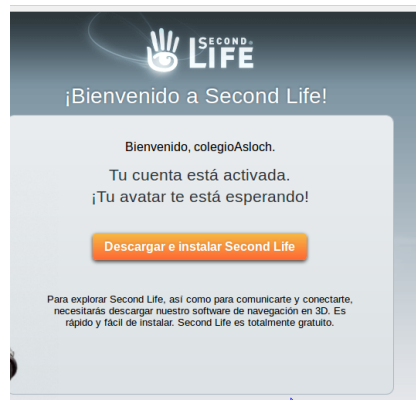 SECOND
LIFE
¡Bienvenido a Second Life!
Bienvenido, colegioAsloch.
Tu cuenta está activada.
¡Tu avatar te está esperando!
Descargar e instalar Second Life
Para explorar Second Life, así como para comunicarte y conectarte,
necesitarás descargar nuestro software de navegación en 3D. Es
rápido y fácil de instalar. Second Life es totalmente gratuito.